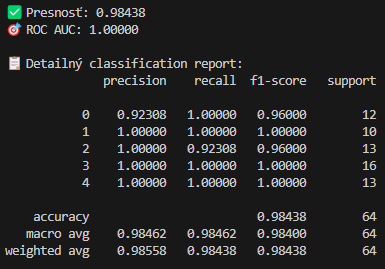 ✅ Presnosť: 0.98438
🎯 ROC AUC: 1.00000
📋 Detailný classification report:
precision recall f1-score support
0 0.92308 1.00000 0.96000 12
1 1.00000 1.00000 1.00000 10
2 1.00000 0.92308 0.96000 13
3 1.00000 1.00000 1.00000 16
4 1.00000 1.00000 1.00000 13
accuracy 0.98438 64
macro avg 0.98462 0.98462 0.98400 64
weighted avg 0.98558 0.98438 0.98438 64